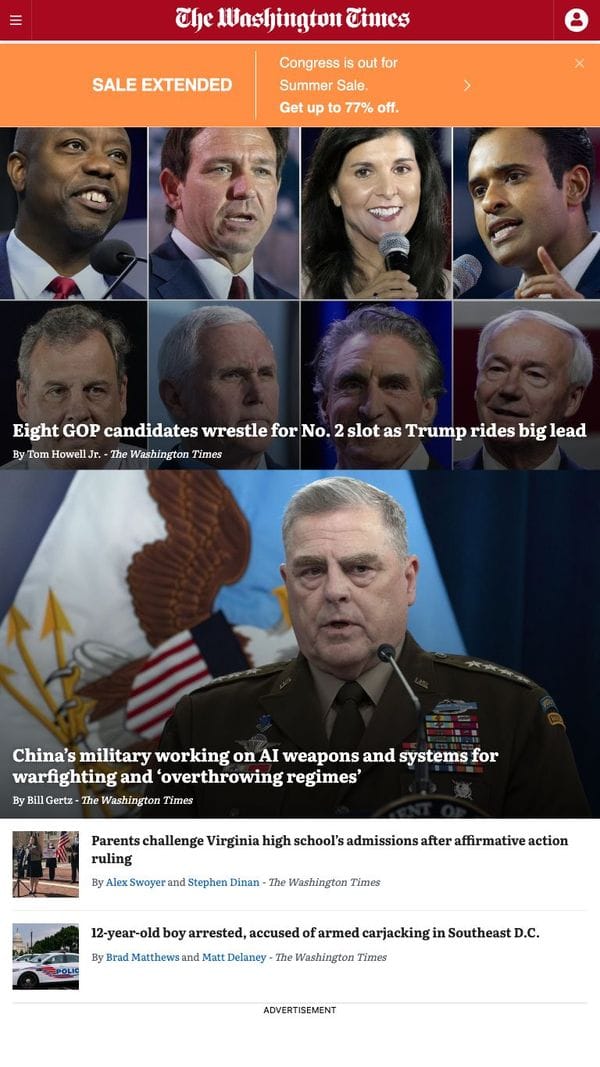 The Washington Times
SALE EXTENDED
Congress is out for
Summer Sale.
Get up to 77% off.
Eight GOP candidates wrestle for No. 2 slot as Trump rides big lead
By Tom Howell Jr. - The Washington Times
China's military working on AI weapons and systems for
warfighting and ‘overthrowing regimes’
By Bill Gertz - The Washington Times
Parents challenge Virginia high school's admissions after affirmative action
ruling
By Alex Swoyer and Stephen Dinan - The Washington Times
12-year-old boy arrested, accused of armed carjacking in Southeast D.C.
By Brad Matthews and Matt Delaney - The Washington Times
ADVERTISEMENT